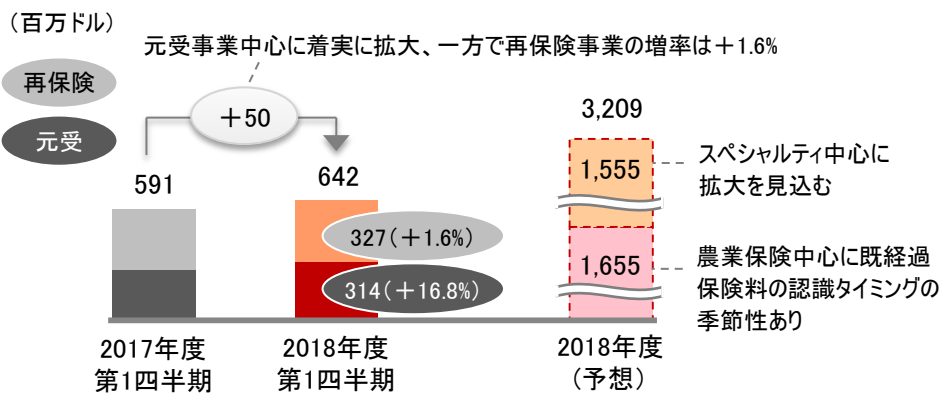 （百万ドル）
元受事業中心に着実に拡大、一方で再保険事業の増率は＋1.6%
再保険
元受
＋50
591
642
3,209
327（＋1.6%）
314（＋16.8%）
1,555
1,655
スペシャルティ中心に
拡大を見込む
農業保険中心に既経過
保険料の認識タイミングの
季節性あり
2017年度
第1四半期
2018年度
第1四半期
2018年度
（予想）